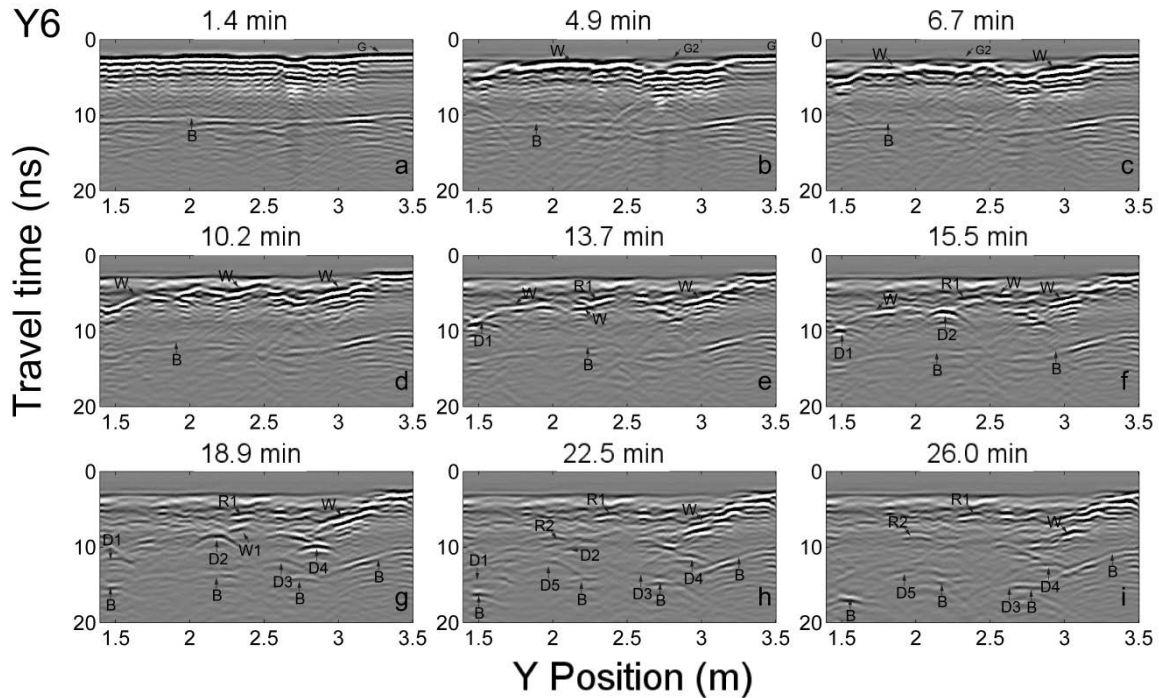 Y6
1.4 min 4.9 min 6.7 min
0 10 20
G B a
1.5 2 2.5 3 3.5
0 10 20
W G2 G B b
1.5 2 2.5 3 3.5
0 10 20
W G2 W B c
1.5 2 2.5 3 3.5
10.2 min 13.7 min 15.5 min
0 10 20
W W W B d
1.5 2 2.5 3 3.5
0 10 20
W R1 W W D1 B e
1.5 2 2.5 3 3.5
0 10 20
W R1 W W D1 D2 B B f
1.5 2 2.5 3 3.5
18.9 min 22.5 min 26.0 min
0 10 20
R1 W D1 D2 W1 D3 D4 B B B B g
1.5 2 2.5 3 3.5
0 10 20
R1 W R2 D1 D2 D5 D3 D4 B B B B h
1.5 2 2.5 3 3.5
0 10 20
R1 W R2 D5 D3 D4 B B B B i
1.5 2 2.5 3 3.5
Travel time (ns)
Y Position (m)